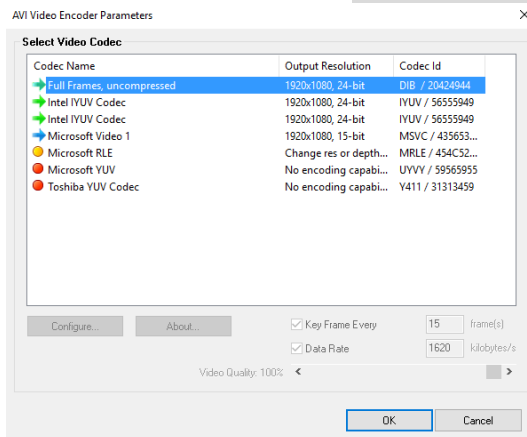 AVI Video Encoder Parameters
Select Video Codec
Codec Name Output Resolution Codec Id
Full Frames, uncompressed 1920x1080, 24-bit DIB / 20424944
Intel IYUV Codec 1920x1080, 24-bit IYUV / 56555949
Intel IYUV Codec 1920x1080, 24-bit IYUV / 56555949
Microsoft Video 1 1920x1080, 15-bit MSVC / 435653...
Microsoft RLE Change res or depth... MRLE / 454C52...
Microsoft YUV No encoding capabi... UYVY / 59565955
Toshiba YUV Codec No encoding capabi... Y411 / 31313459
Configure... About... Key Frame Every 15 frame(s)
Data Rate 1620 kilobytes/s
Video Quality: 100%
OK Cancel